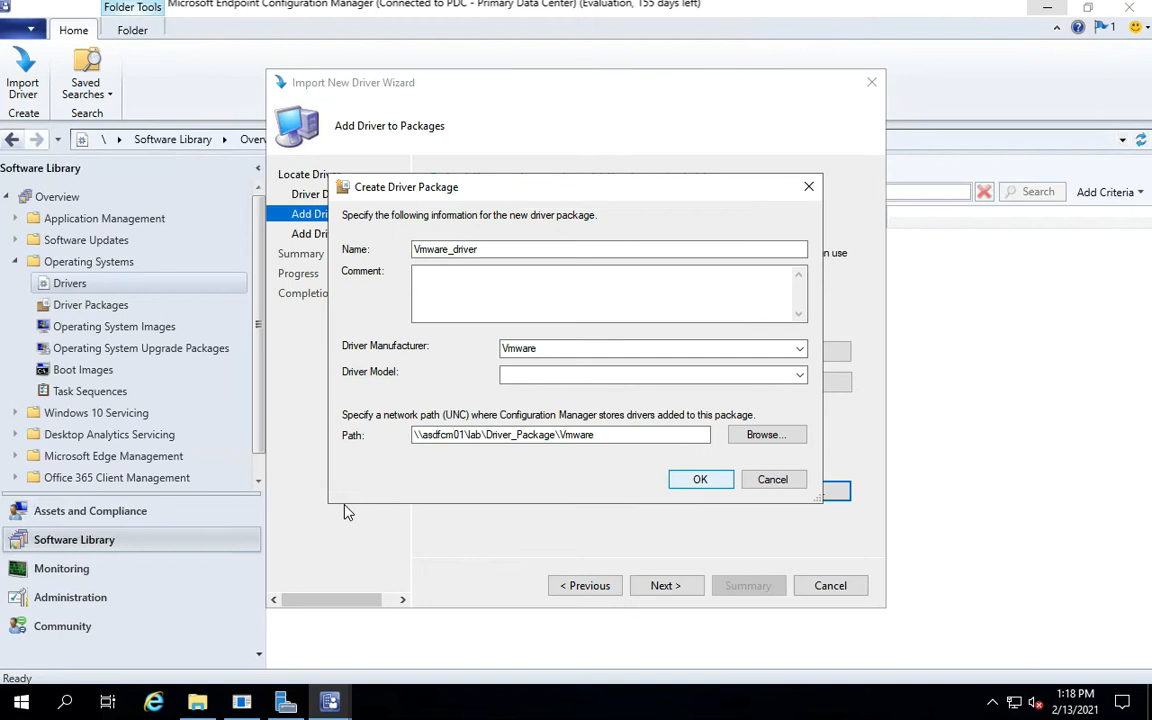 Folder Tools
Microsoft Endpoint Configuration Manager (Connected to PDC - Primary Data Center) (Evaluation, 155 days left)
Home
Folder
1
Import Driver
Saved Searches
Create
Search
\
Software Library
Overv
Import New Driver Wizard
Add Driver to Packages
Software Library
Search
Add Criteria
Overview
Application Management
Software Updates
Operating Systems
Drivers
Driver Packages
Operating System Images
Operating System Upgrade Packages
Boot Images
Task Sequences
Windows 10 Servicing
Desktop Analytics Servicing
Microsoft Edge Management
Office 365 Client Management
Assets and Compliance
Software Library
Monitoring
Administration
Community
Locate Dri
Driver D
Add Dri
Add Dri
Summary
Progress
Completio
n use
Create Driver Package
Specify the following information for the new driver package.
Name:
Vmware_driver
Comment:
Driver Manufacturer:
Vmware
Driver Model:
Specify a network path (UNC) where Configuration Manager stores drivers added to this package.
Path:
\\asdfcm01\lab\Driver_Package\Vmware
Browse...
OK
Cancel
< Previous
Next >
Summary
Cancel
Ready
1:18 PM
2/13/2021